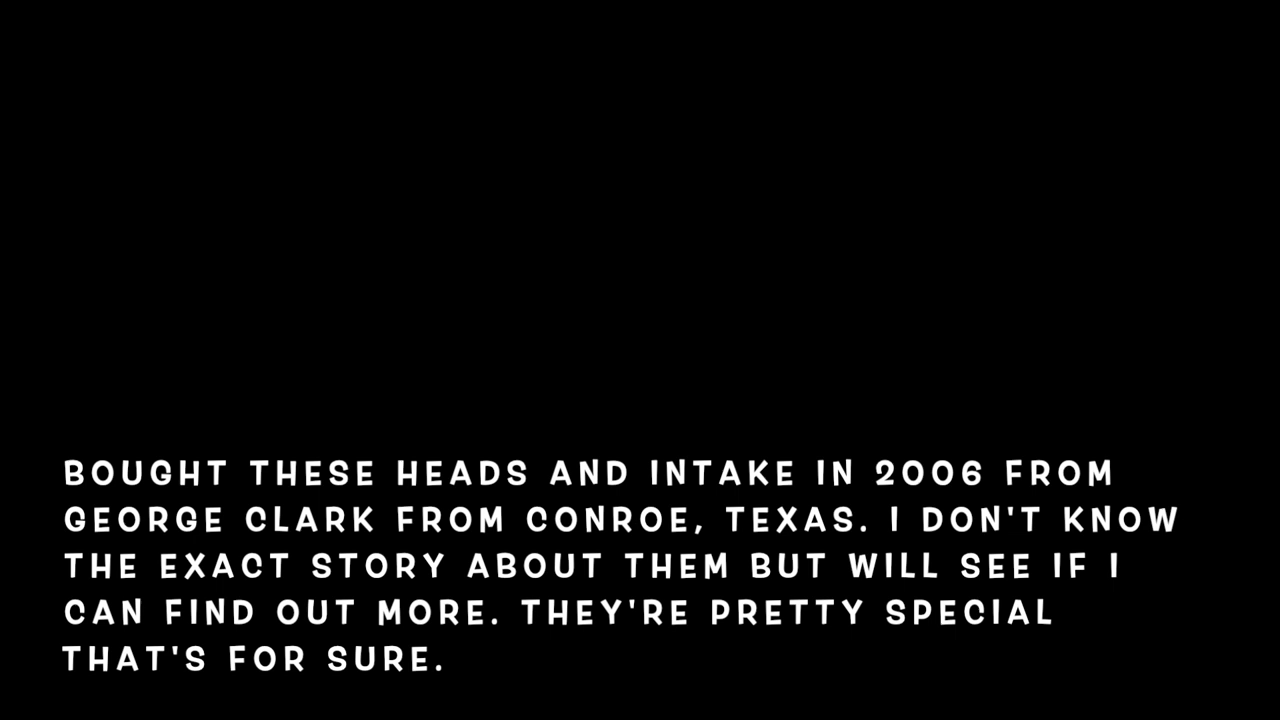 BOUGHT THESE HEADS AND INTAKE IN 2006 FROM
GEORGE CLARK FROM CONROE, TEXAS. I DON'T KNOW
THE EXACT STORY ABOUT THEM BUT WILL SEE IF I
CAN FIND OUT MORE. THEY'RE PRETTY SPECIAL
THAT'S FOR SURE.